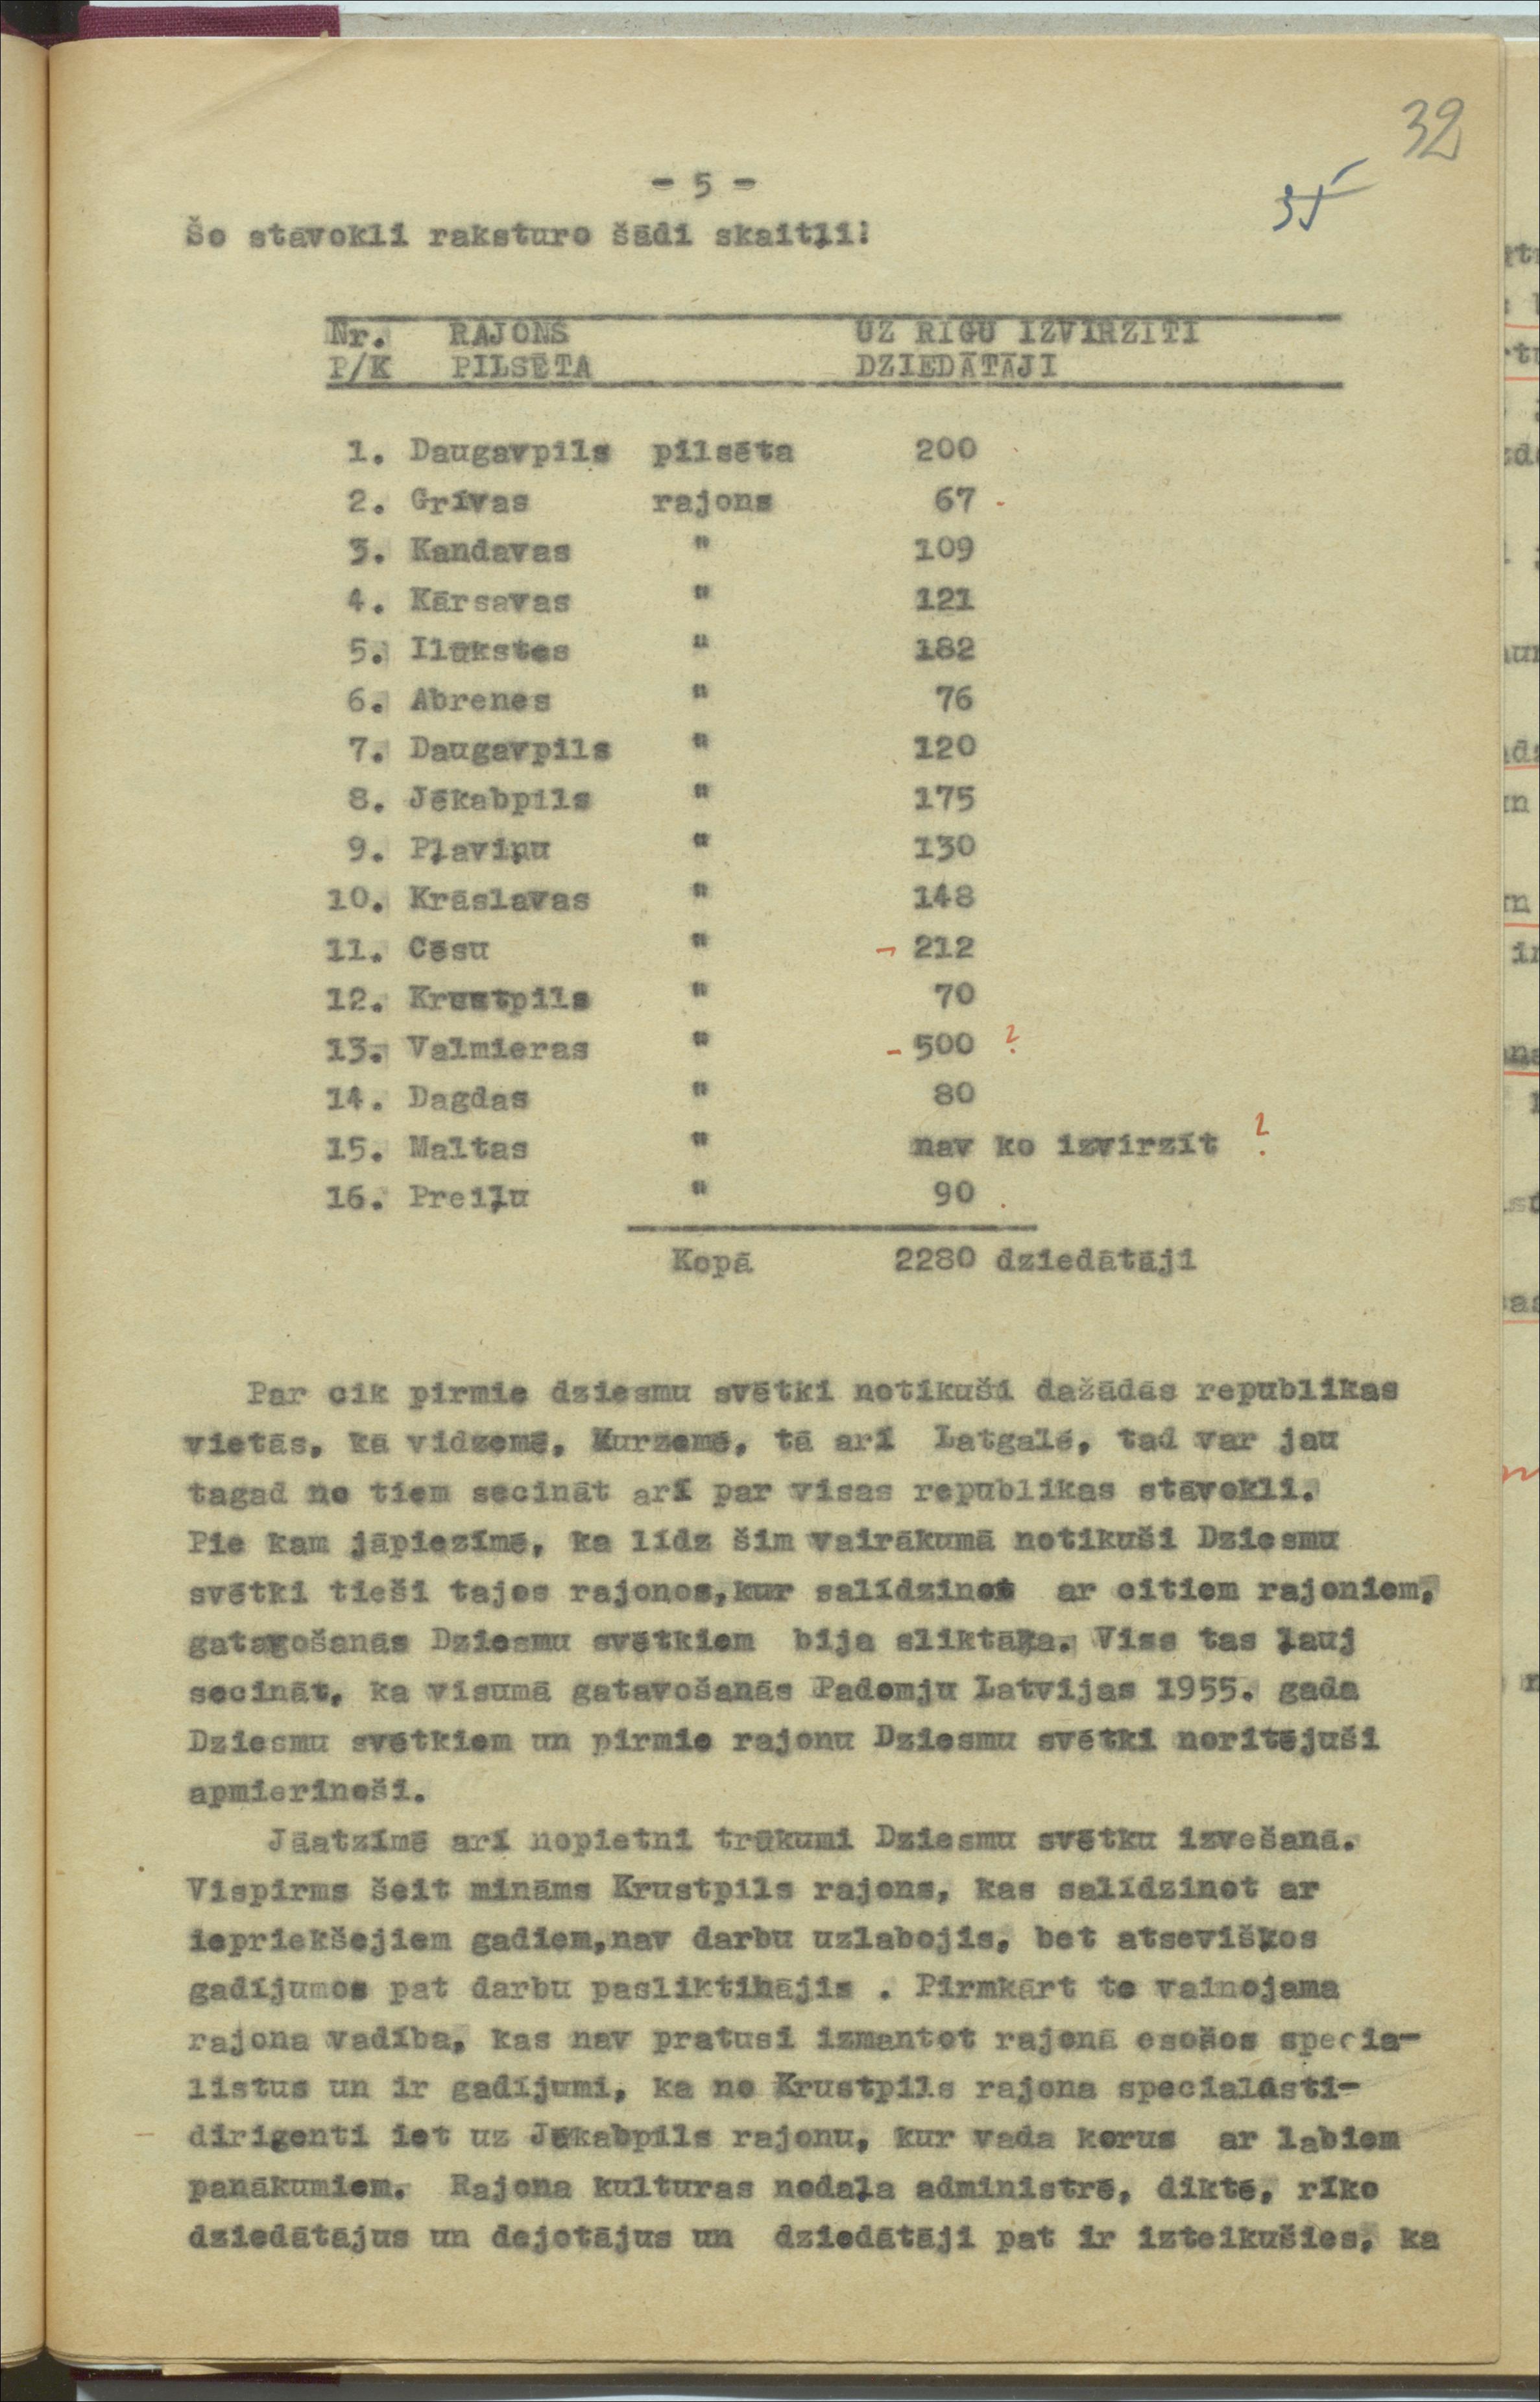 32
- 5 -
35
Šo stāvokli raksturo šādi skaitļi:
Nr. RAJONS UZ RĪGU IZVIRZĪTI
P/K PILSĒTA DZIEDĀTĀJI
1. Daugavpils pilsēta 200
2. Grīvas rajons 67 -
3. Kandavas " 109
4. Kārsavas " 121
5. Ilūkstes " 182
6. Abrenes " 76
7. Daugavpils " 120
8. Jēkabpils " 175
9. Pļaviņu " 130
10. Krāslavas " 148
11. Cēsu " - 212
12. Krustpils " 70
13. Valmieras " - 500 ?
14. Dagdas " 80
15. Maltas " nav ko izvirzīt ?
16. Preiļu " 90
Kopā 2280 dziedātāji
Par cik pirmie dziesmu svētki notikuši dažādās republikas
vietās, kā vidzemē, Kurzemē, tā arī Latgalē, tad var jau
tagad no tiem secināt arī par visas republikas stāvokli.
Pie kam jāpiezīmē, ka līdz šim vairākumā notikuši Dziesmu
svētki tieši tajos rajonos,kur salīdzinot ar citiem rajoniem,
gatavošanās Dziesmu svētkiem bija sliktāka. Viss tas ļauj
secināt, ka visumā gatavošanās Padomju Latvijas 1955. gada
Dziesmu svētkiem un pirmie rajonu Dziesmu svētki noritējuši
apmierinoši.
Jāatzīmē arī nopietni trūkumi Dziesmu svētku izvešanā.
Vispirms šeit mināms Krustpils rajons, kas salīdzinot ar
iepriekšejiem gadiem,nav darbu uzlabojis, bet atsevišķos
gadījumos pat darbu pasliktinājis . Pirmkārt te vainojama
rajona vadība, kas nav pratusi izmantot rajonā esošos specia-
listus un ir gadījumi, ka no Krustpils rajona specialisti-
dirigenti iet uz Jēkabpils rajonu, kur vada korus ar labiem
panākumiem. Rajona kulturas nodaļa administrē, diktē, rīko
dziedātājus un dejotājus un dziedātāji pat ir izteikušies, ka